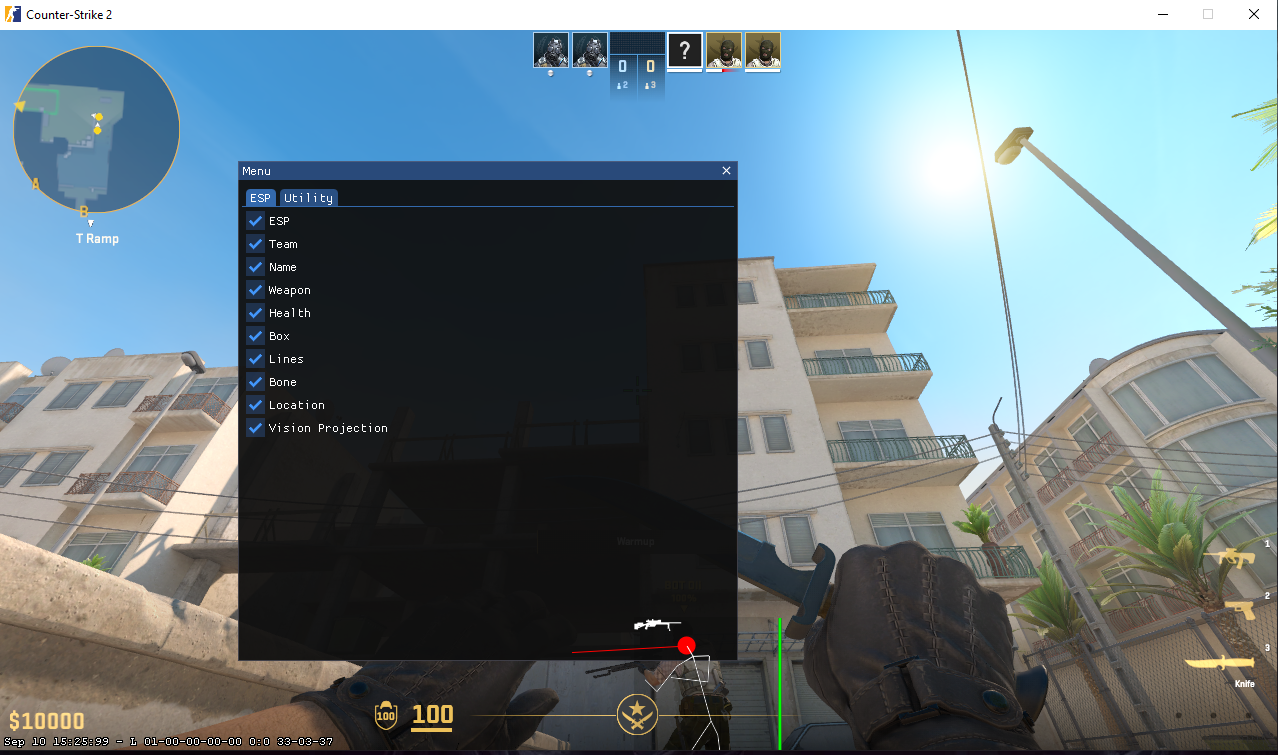 Counter-Strike 2
?
0 0
2 3
A
B
T Ramp
Menu
ESP Utility
ESP
Team
Name
Weapon
Health
Box
Lines
Bone
Location
Vision Projection
Warmup
1
2
3
Knife
$10000
100
100
Sep 10 15:25:99 - L 01-00-00-00-00 0:0 33-03-37